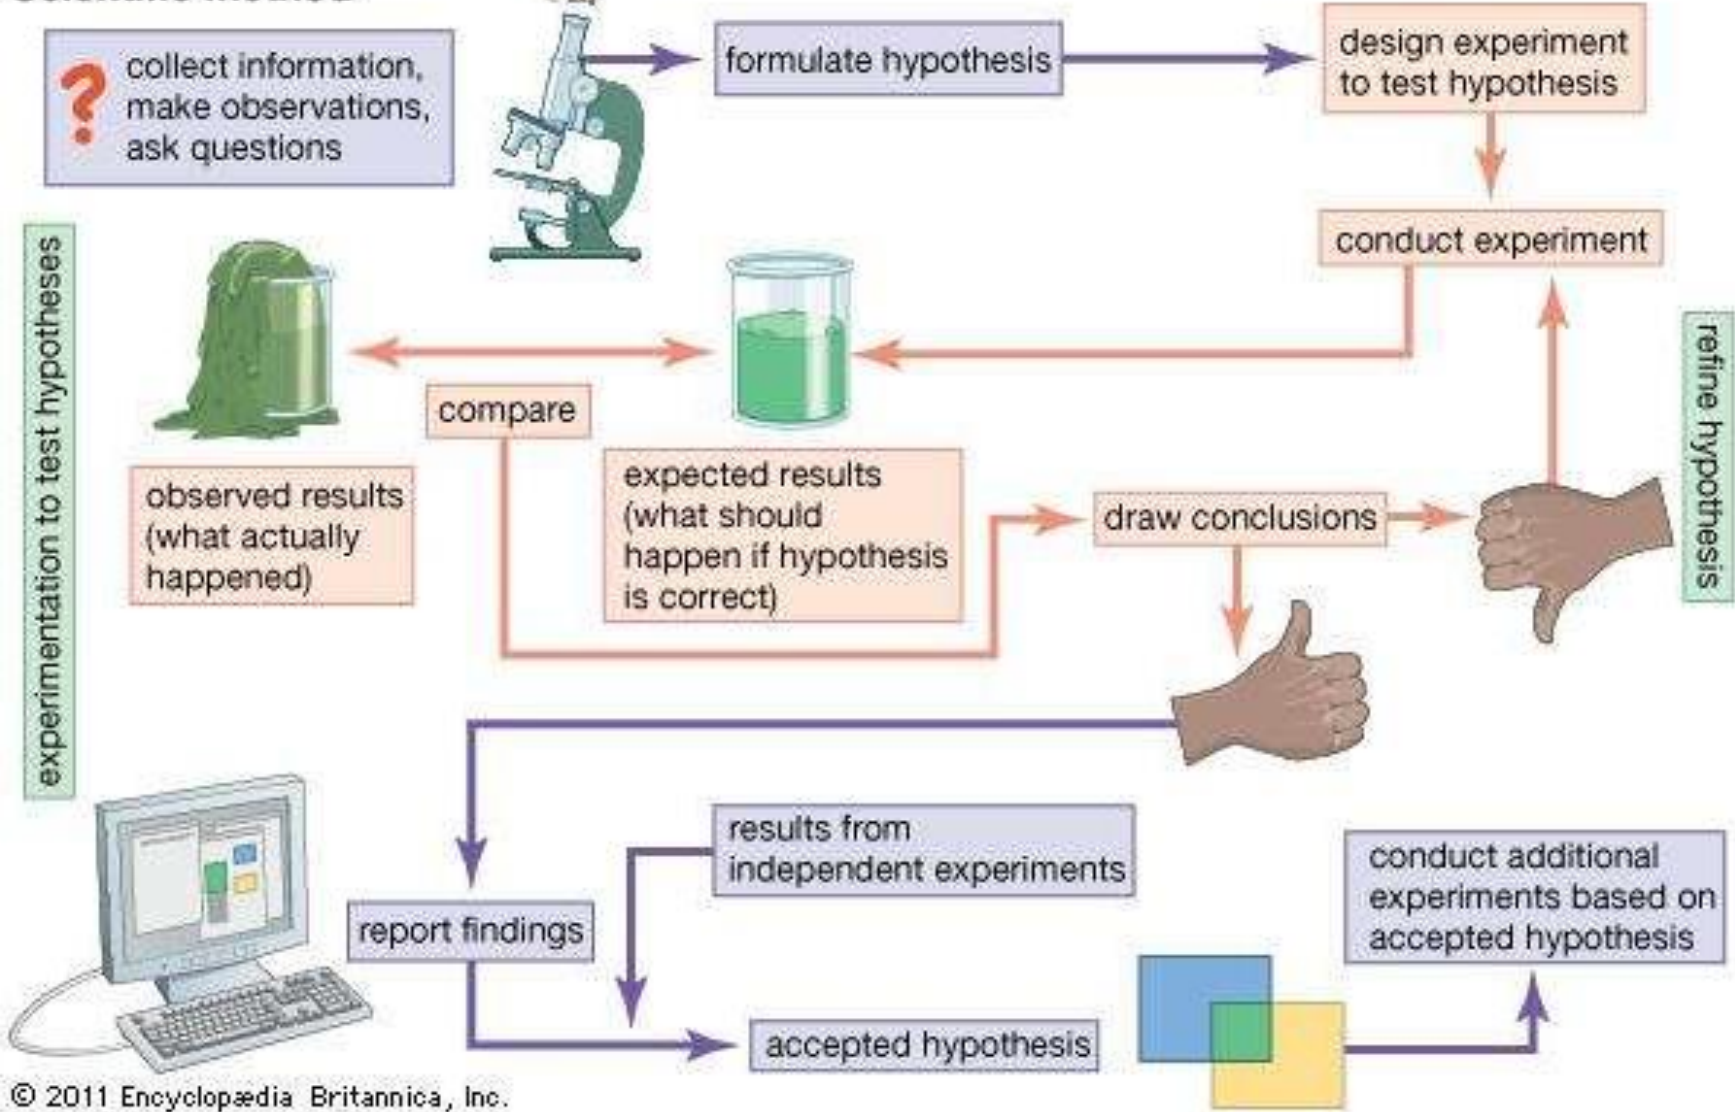 collect information,
make observations,
ask questions
formulate hypothesis
design experiment
to test hypothesis
conduct experiment
experimentation to test hypotheses
refine hypothesis
compare
observed results
(what actually
happened)
expected results
(what should
happen if hypothesis
is correct)
draw conclusions
results from
independent experiments
report findings
conduct additional
experiments based on
accepted hypothesis
accepted hypothesis
© 2011 Encyclopædia Britannica, Inc.